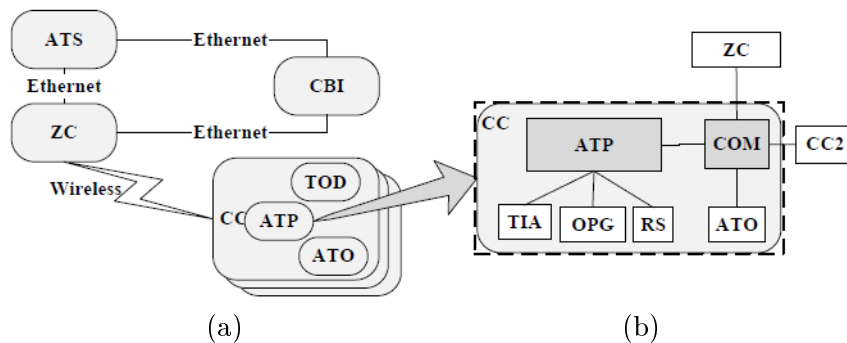 ATS
Ethernet
ZC
Ethernet
CBI
Ethernet
ZC
Wireless
CC
TOD
ATP
ATO
CC
ATP
COM
CC2
TIA
OPG
RS
ATO
(a)
(b)